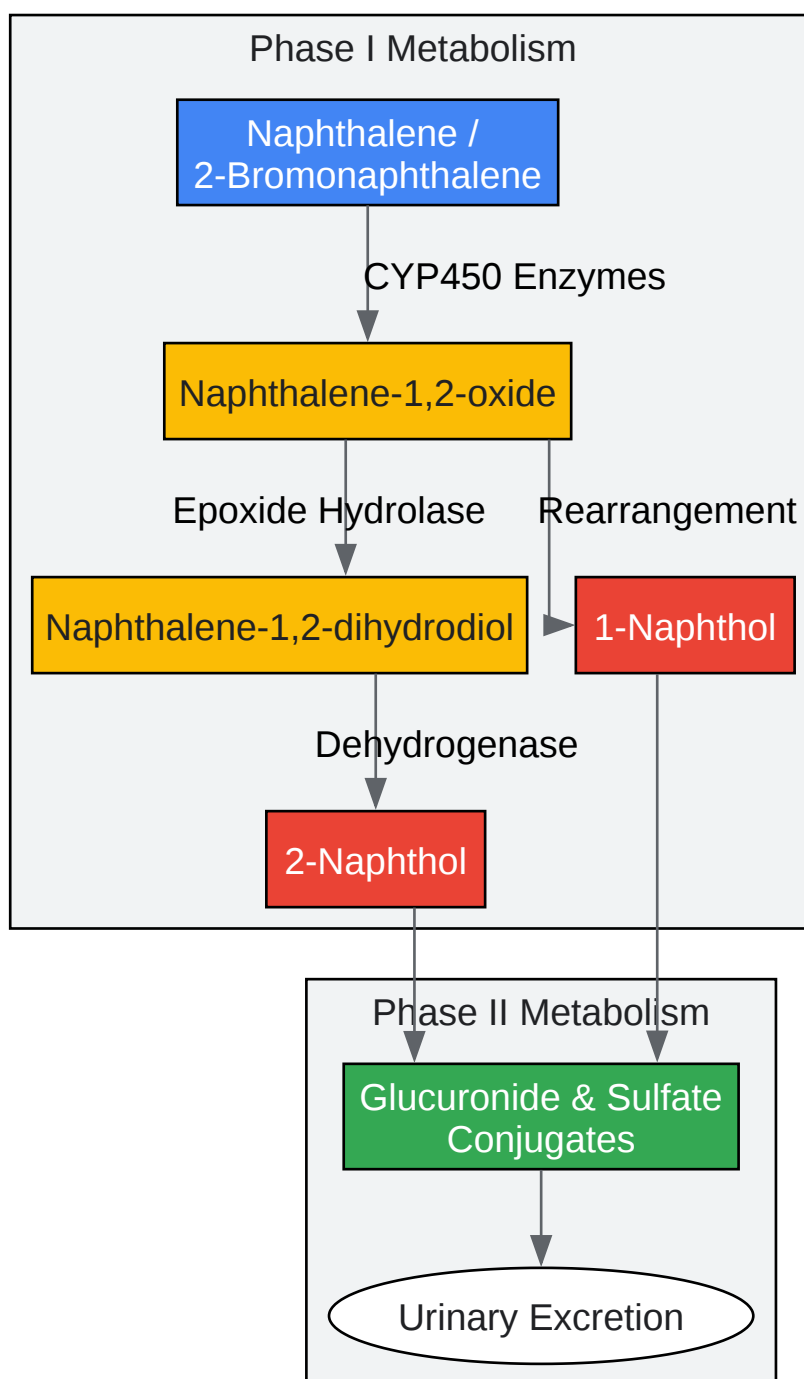 Phase I Metabolism
Naphthalene /
2-Bromonaphthalene
CYP450 Enzymes
Naphthalene-1,2-oxide
Epoxide Hydrolase
Rearrangement
Naphthalene-1,2-dihydrodiol
1-Naphthol
Dehydrogenase
2-Naphthol
Phase II Metabolism
Glucuronide & Sulfate
Conjugates
Urinary Excretion